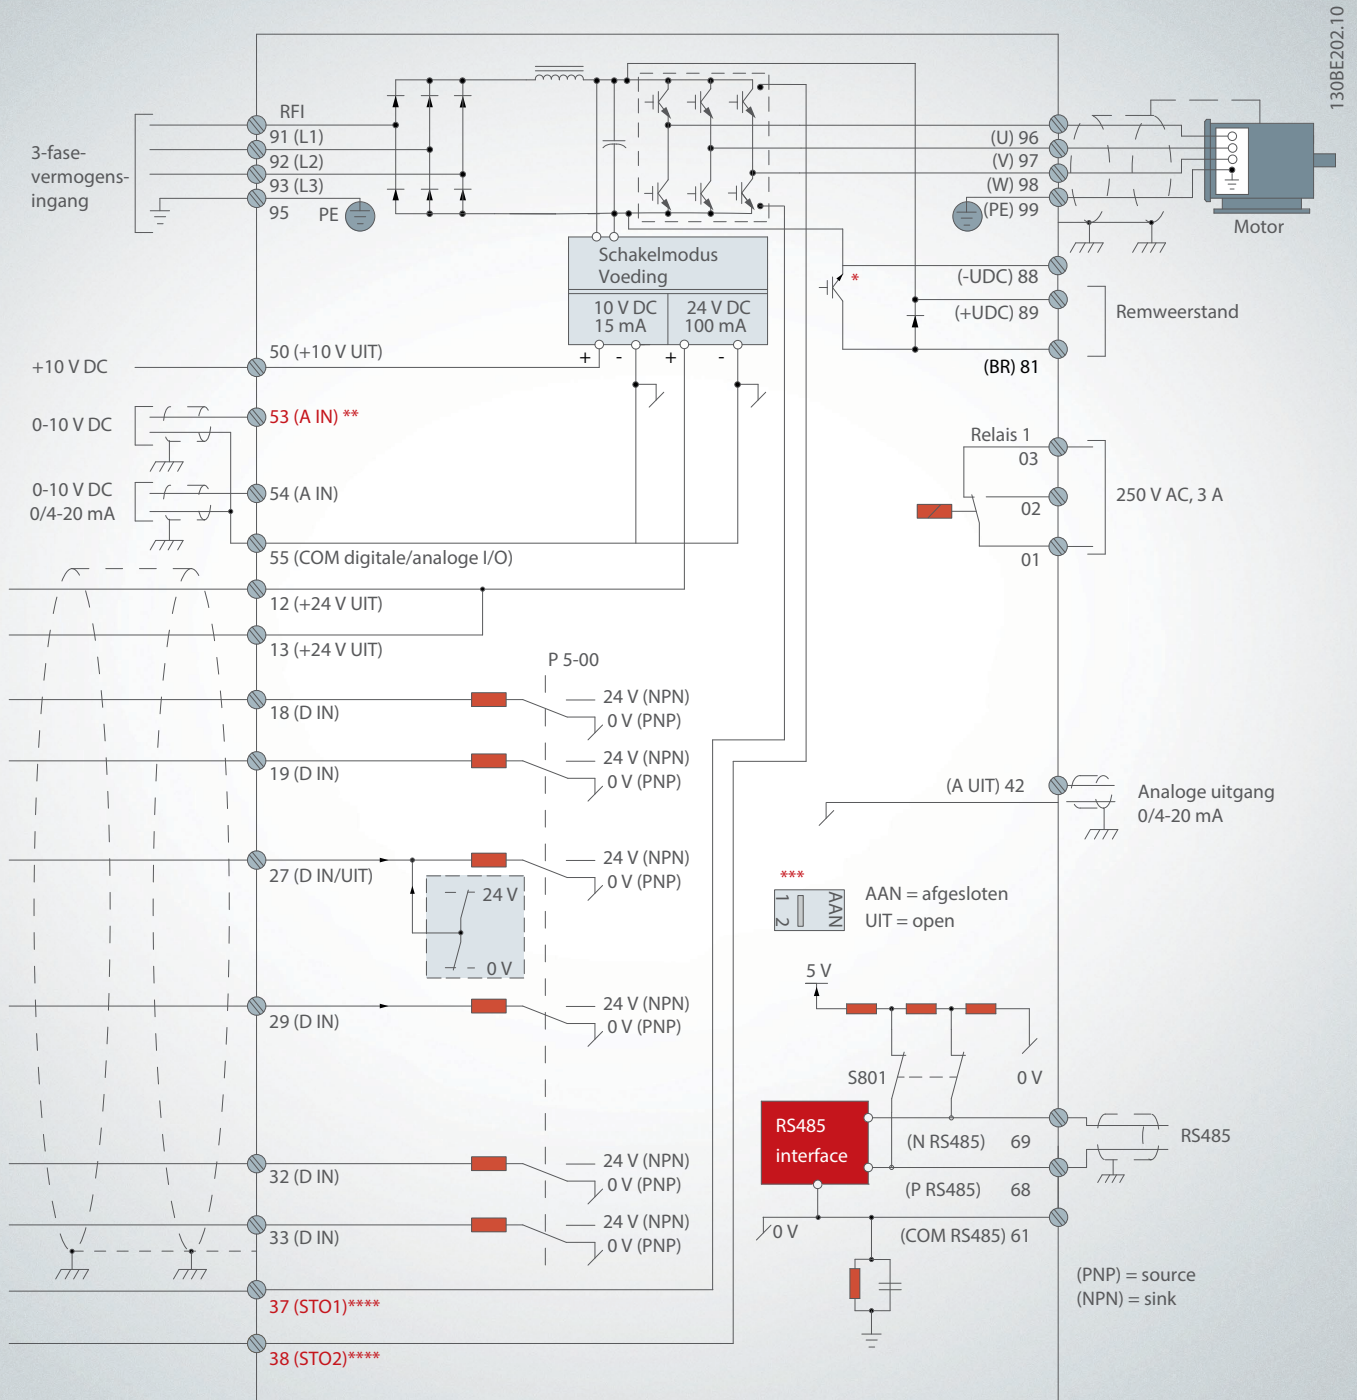 130BE202.10
RFI
91 (L1)
92 (L2)
93 (L3)
95
PE
3-fase-
vermogens-
ingang
(U) 96
(V) 97
(W) 98
(PE) 99
Motor
Schakelmodus
Voeding
10 V DC
15 mA
24 V DC
100 mA
+ - + -
*
(-UDC) 88
(+UDC) 89
(BR) 81
Remweerstand
+10 V DC
50 (+10 V UIT)
0-10 V DC
53 (A IN) **
0-10 V DC
0/4-20 mA
54 (A IN)
55 (COM digitale/analoge I/O)
12 (+24 V UIT)
13 (+24 V UIT)
Relais 1
03
02
01
250 V AC, 3 A
P 5-00
18 (D IN)
24 V (NPN)
0 V (PNP)
19 (D IN)
24 V (NPN)
0 V (PNP)
27 (D IN/UIT)
24 V (NPN)
0 V (PNP)
24 V
0 V
29 (D IN)
24 V (NPN)
0 V (PNP)
32 (D IN)
24 V (NPN)
0 V (PNP)
33 (D IN)
24 V (NPN)
0 V (PNP)
37 (STO1)****
38 (STO2)****
(A UIT) 42
Analoge uitgang
0/4-20 mA
***
1 2
AAN
AAN = afgesloten
UIT = open
5 V
S801
0 V
RS485
interface
(N RS485) 69
(P RS485) 68
RS485
0 V
(COM RS485) 61
(PNP) = source
(NPN) = sink